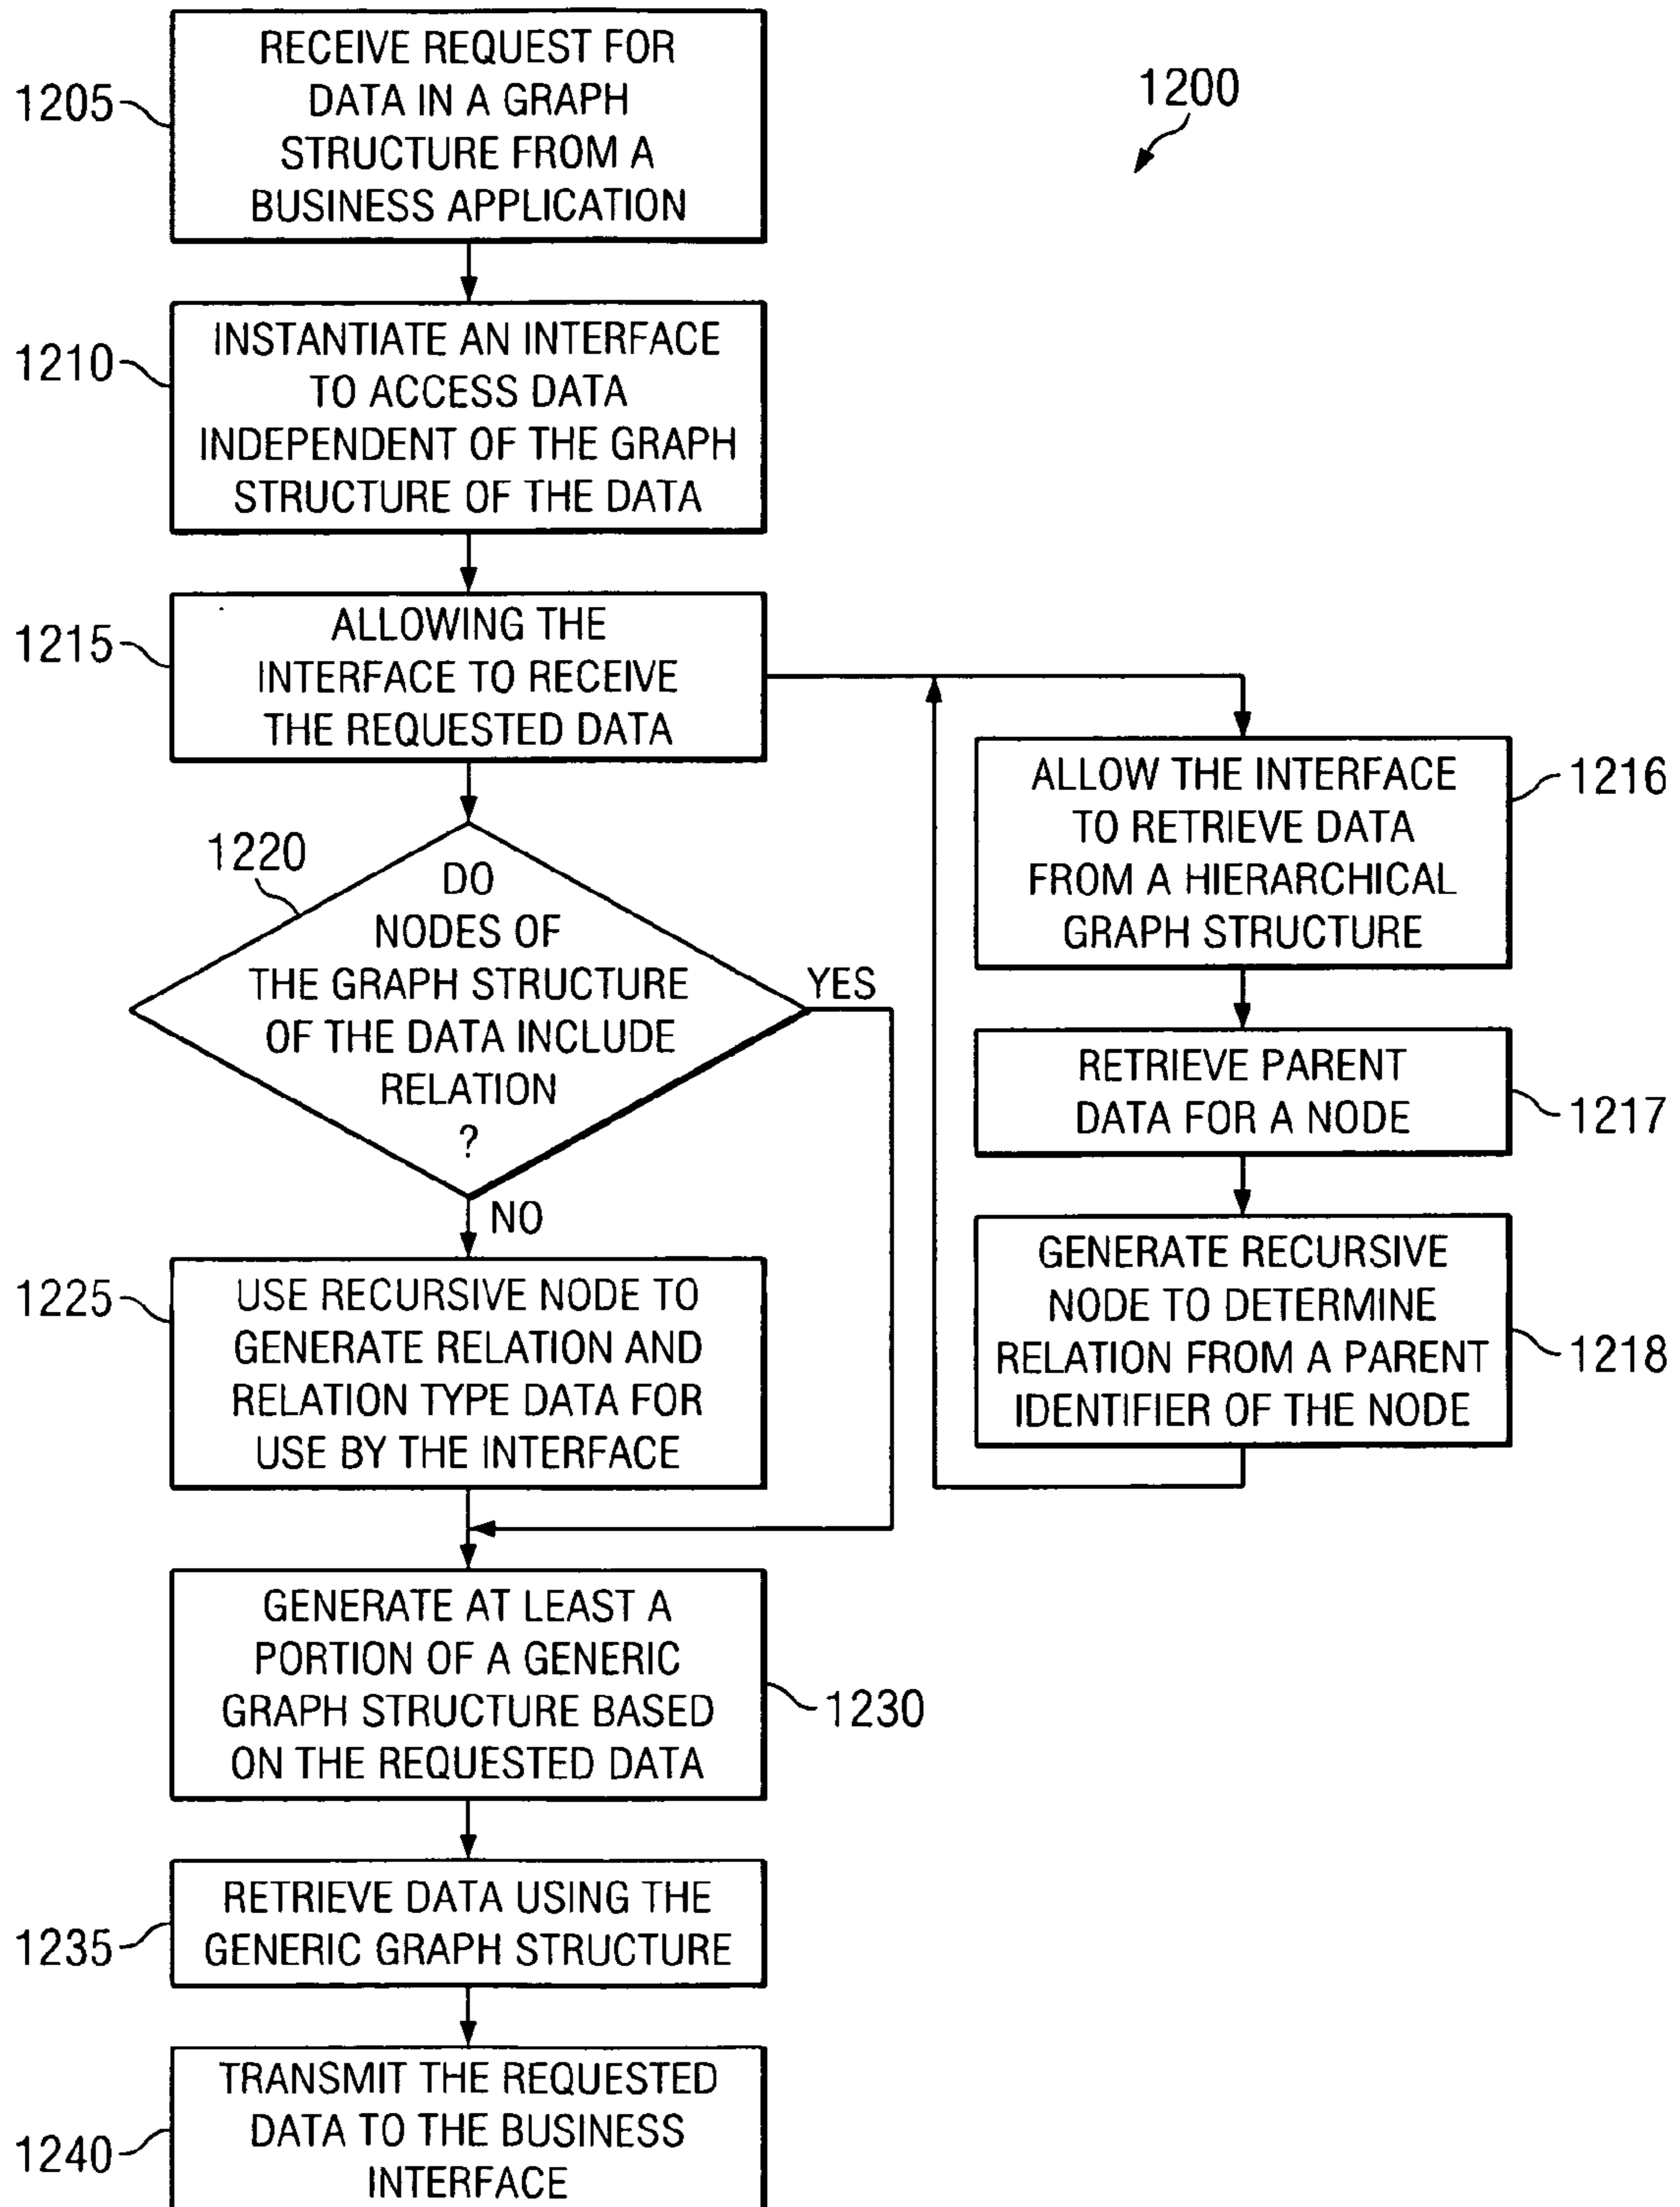 1200
1205
RECEIVE REQUEST FOR
DATA IN A GRAPH
STRUCTURE FROM A
BUSINESS APPLICATION
1210
INSTANTIATE AN INTERFACE
TO ACCESS DATA
INDEPENDENT OF THE GRAPH
STRUCTURE OF THE DATA
1215
ALLOWING THE
INTERFACE TO RECEIVE
THE REQUESTED DATA
1216
ALLOW THE INTERFACE
TO RETRIEVE DATA
FROM A HIERARCHICAL
GRAPH STRUCTURE
1217
RETRIEVE PARENT
DATA FOR A NODE
1218
GENERATE RECURSIVE
NODE TO DETERMINE
RELATION FROM A PARENT
IDENTIFIER OF THE NODE
1220
DO
NODES OF
THE GRAPH STRUCTURE
OF THE DATA INCLUDE
RELATION
?
YES
NO
1225
USE RECURSIVE NODE TO
GENERATE RELATION AND
RELATION TYPE DATA FOR
USE BY THE INTERFACE
1230
GENERATE AT LEAST A
PORTION OF A GENERIC
GRAPH STRUCTURE BASED
ON THE REQUESTED DATA
1235
RETRIEVE DATA USING THE
GENERIC GRAPH STRUCTURE
1240
TRANSMIT THE REQUESTED
DATA TO THE BUSINESS
INTERFACE